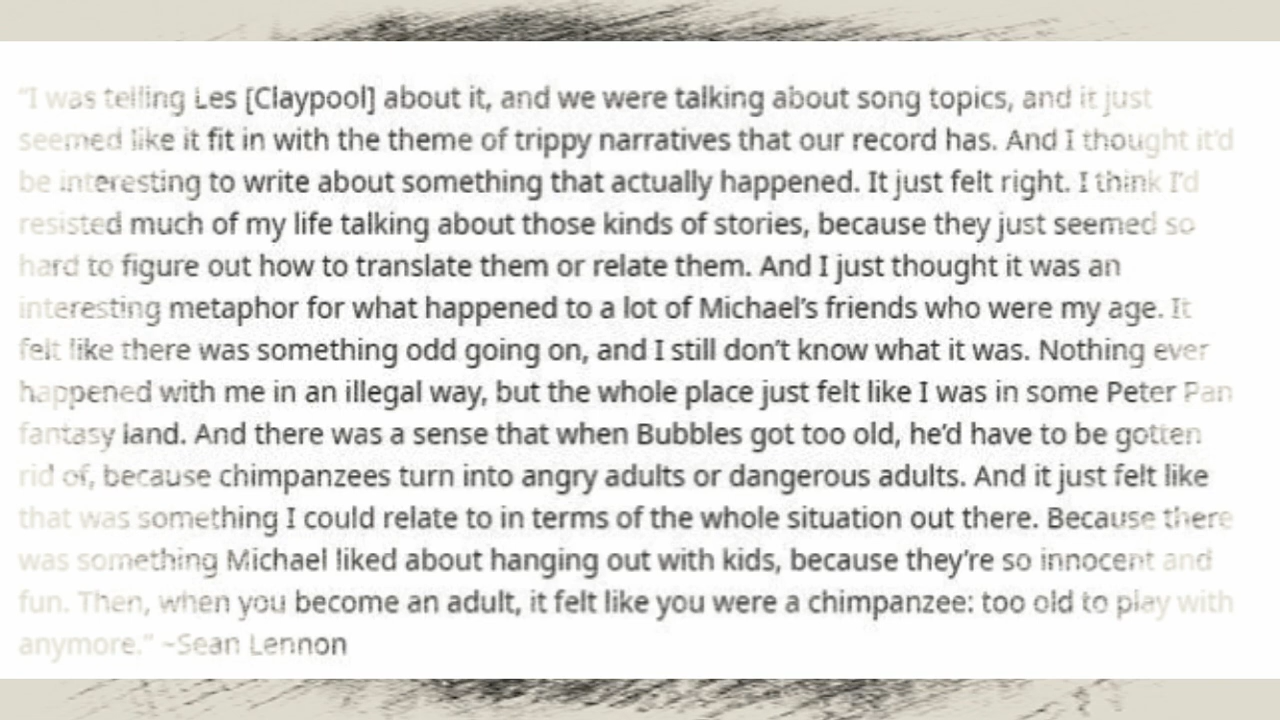 “I was telling Les [Claypool] about it, and we were talking about song topics, and it just
seemed like it fit in with the theme of trippy narratives that our record has. And I thought it’d
be interesting to write about something that actually happened. It just felt right. I think I’d
resisted much of my life talking about those kinds of stories, because they just seemed so
hard to figure out how to translate them or relate them. And I just thought it was an
interesting metaphor for what happened to a lot of Michael’s friends who were my age. It
felt like there was something odd going on, and I still don’t know what it was. Nothing ever
happened with me in an illegal way, but the whole place just felt like I was in some Peter Pan
fantasy land. And there was a sense that when Bubbles got too old, he’d have to be gotten
rid of, because chimpanzees turn into angry adults or dangerous adults. And it just felt like
that was something I could relate to in terms of the whole situation out there. Because there
was something Michael liked about hanging out with kids, because they’re so innocent and
fun. Then, when you become an adult, it felt like you were a chimpanzee: too old to play with
anymore.” ~Sean Lennon